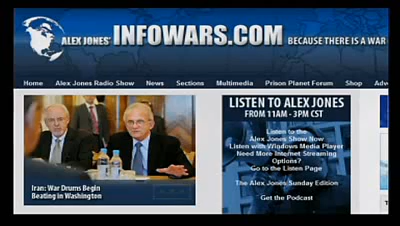 ALEX JONES' INFOWARS.COM BECAUSE THERE IS A WAR
Home Alex Jones Radio Show News Sections Multimedia Prison Planet Forum Shop Adve
LISTEN TO ALEX JONES
FROM 11AM - 3PM CST
Listen to the
Alex Jones Show Now
Listen with Windows Media Player
Need More Internet Streaming
Options?
Go to the Listen Page
The Alex Jones Sunday Edition
Get the Podcast
Iran: War Drums Begin
Beating in Washington